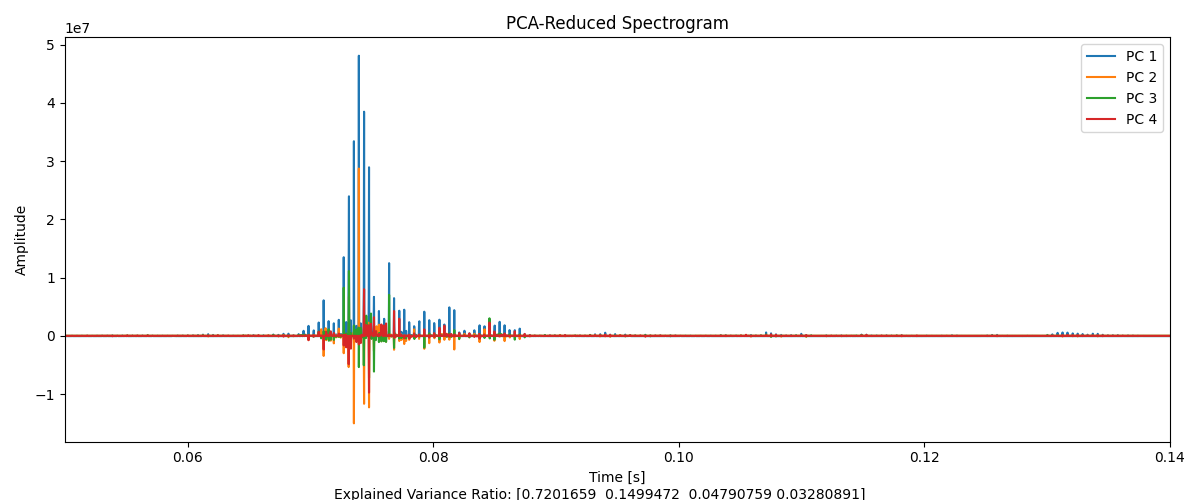 PCA-Reduced Spectrogram
1e7
5
4
3
2
1
0
−1
Amplitude
PC 1
PC 2
PC 3
PC 4
0.06 0.08 0.10 0.12 0.14
Time [s]
Explained Variance Ratio: [0.7201659 0.1499472 0.04790759 0.03280891]